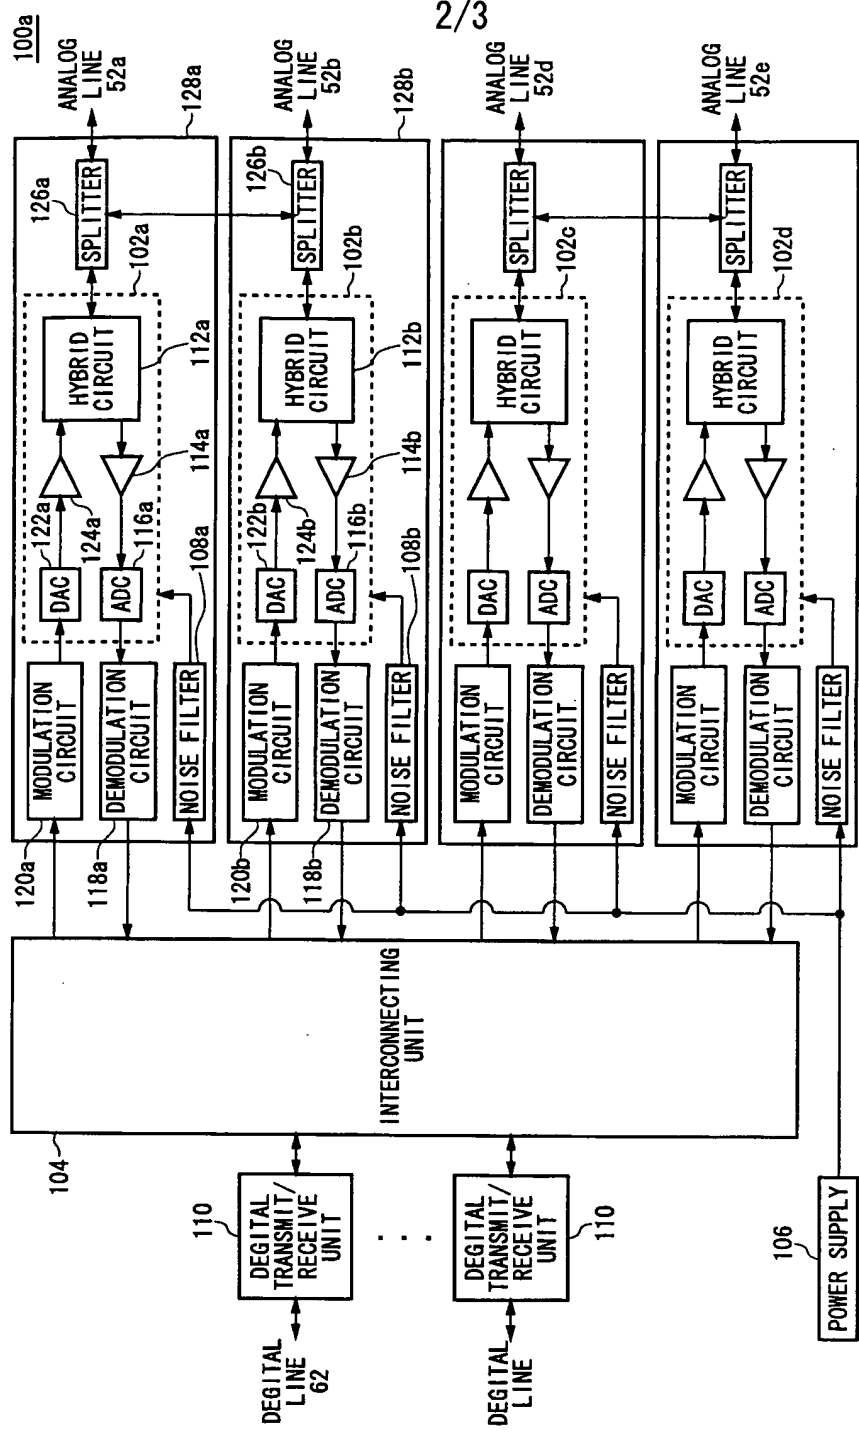 2/3
100a
ANALOG
LINE
52a
ANALOG
LINE
52b
ANALOG
LINE
52d
ANALOG
LINE
52e
128a
126a
SPLITTER
102a
HYBRID
CIRCUIT
112a
114a
122a
124a
116a
DAC
ADC
108a
MODULATION
CIRCUIT
DEMODULATION
CIRCUIT
NOISE FILTER
120a
118a
128b
126b
SPLITTER
102b
HYBRID
CIRCUIT
112b
114b
122b
124b
116b
DAC
ADC
108b
MODULATION
CIRCUIT
DEMODULATION
CIRCUIT
NOISE FILTER
120b
118b
SPLITTER
102c
HYBRID
CIRCUIT
DAC
ADC
MODULATION
CIRCUIT
DEMODULATION
CIRCUIT
NOISE FILTER
SPLITTER
102d
HYBRID
CIRCUIT
DAC
ADC
MODULATION
CIRCUIT
DEMODULATION
CIRCUIT
NOISE FILTER
INTERCONNECTING
UNIT
104
110
DEGITAL
TRANSMIT/
RECEIVE
UNIT
. . .
DEGITAL
TRANSMIT/
RECEIVE
UNIT
110
106
POWER SUPPLY
DEGITAL
LINE
62
DEGITAL
LINE